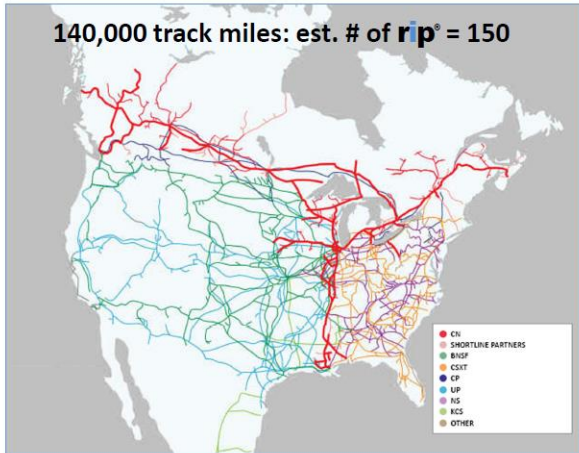 140,000 track miles: est. # of rip® = 150
CN
SHORTLINE PARTNERS
BNSF
CSXT
CP
UP
NS
KCS
OTHER